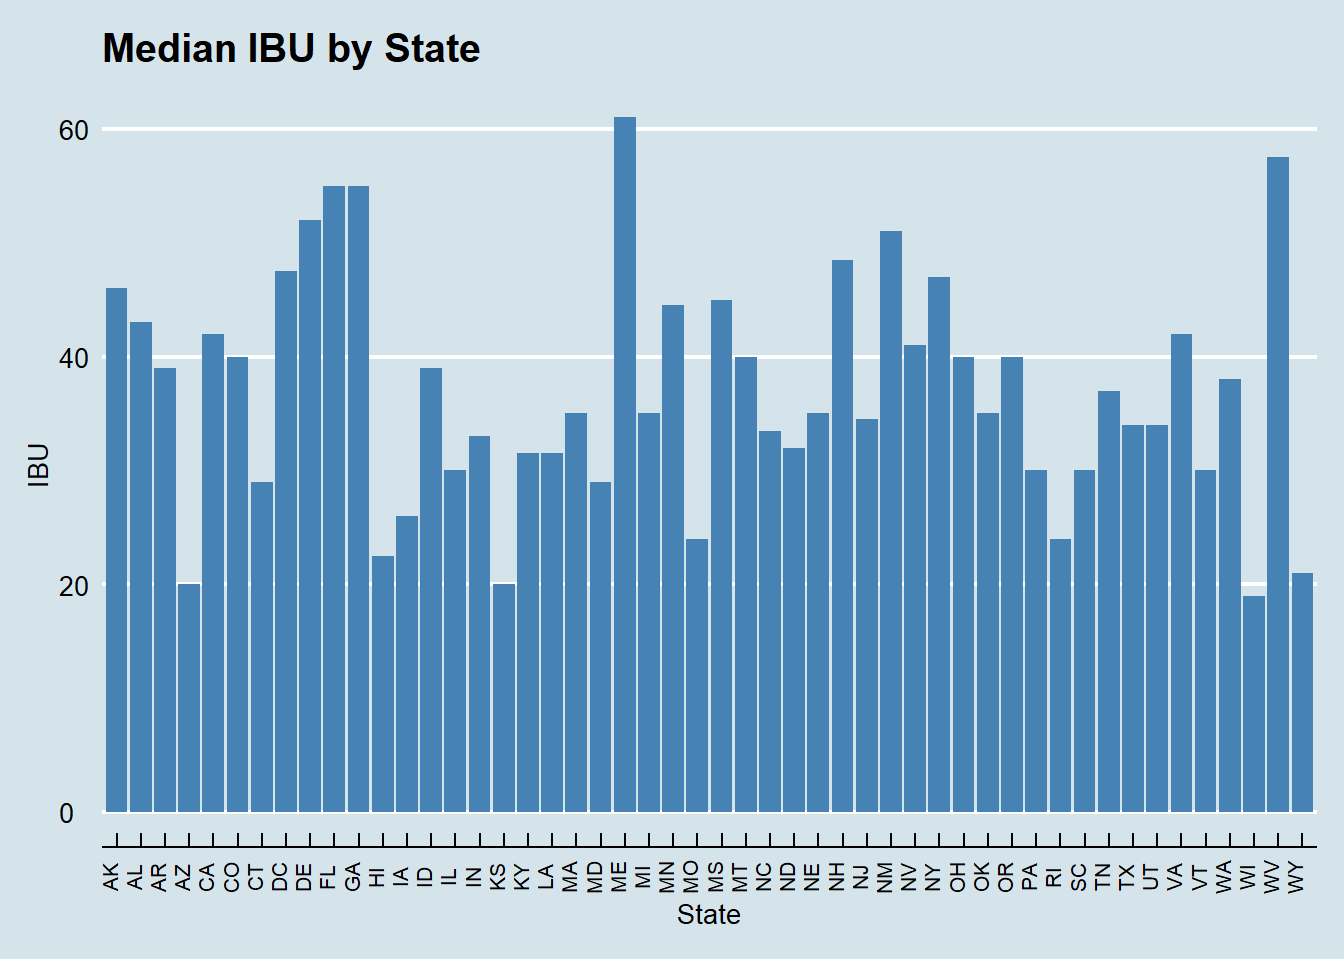 Median IBU by State
60
40
20
0
IBU
AK AL AR AZ CA CO CT DC DE FL GA HI IA ID IL IN KS KY LA MA MD ME MI MN MO MS MT NC ND NE NH NJ NM NV NY OH OK OR PA RI SC TN TX UT VA VT WA WI WV WY
State